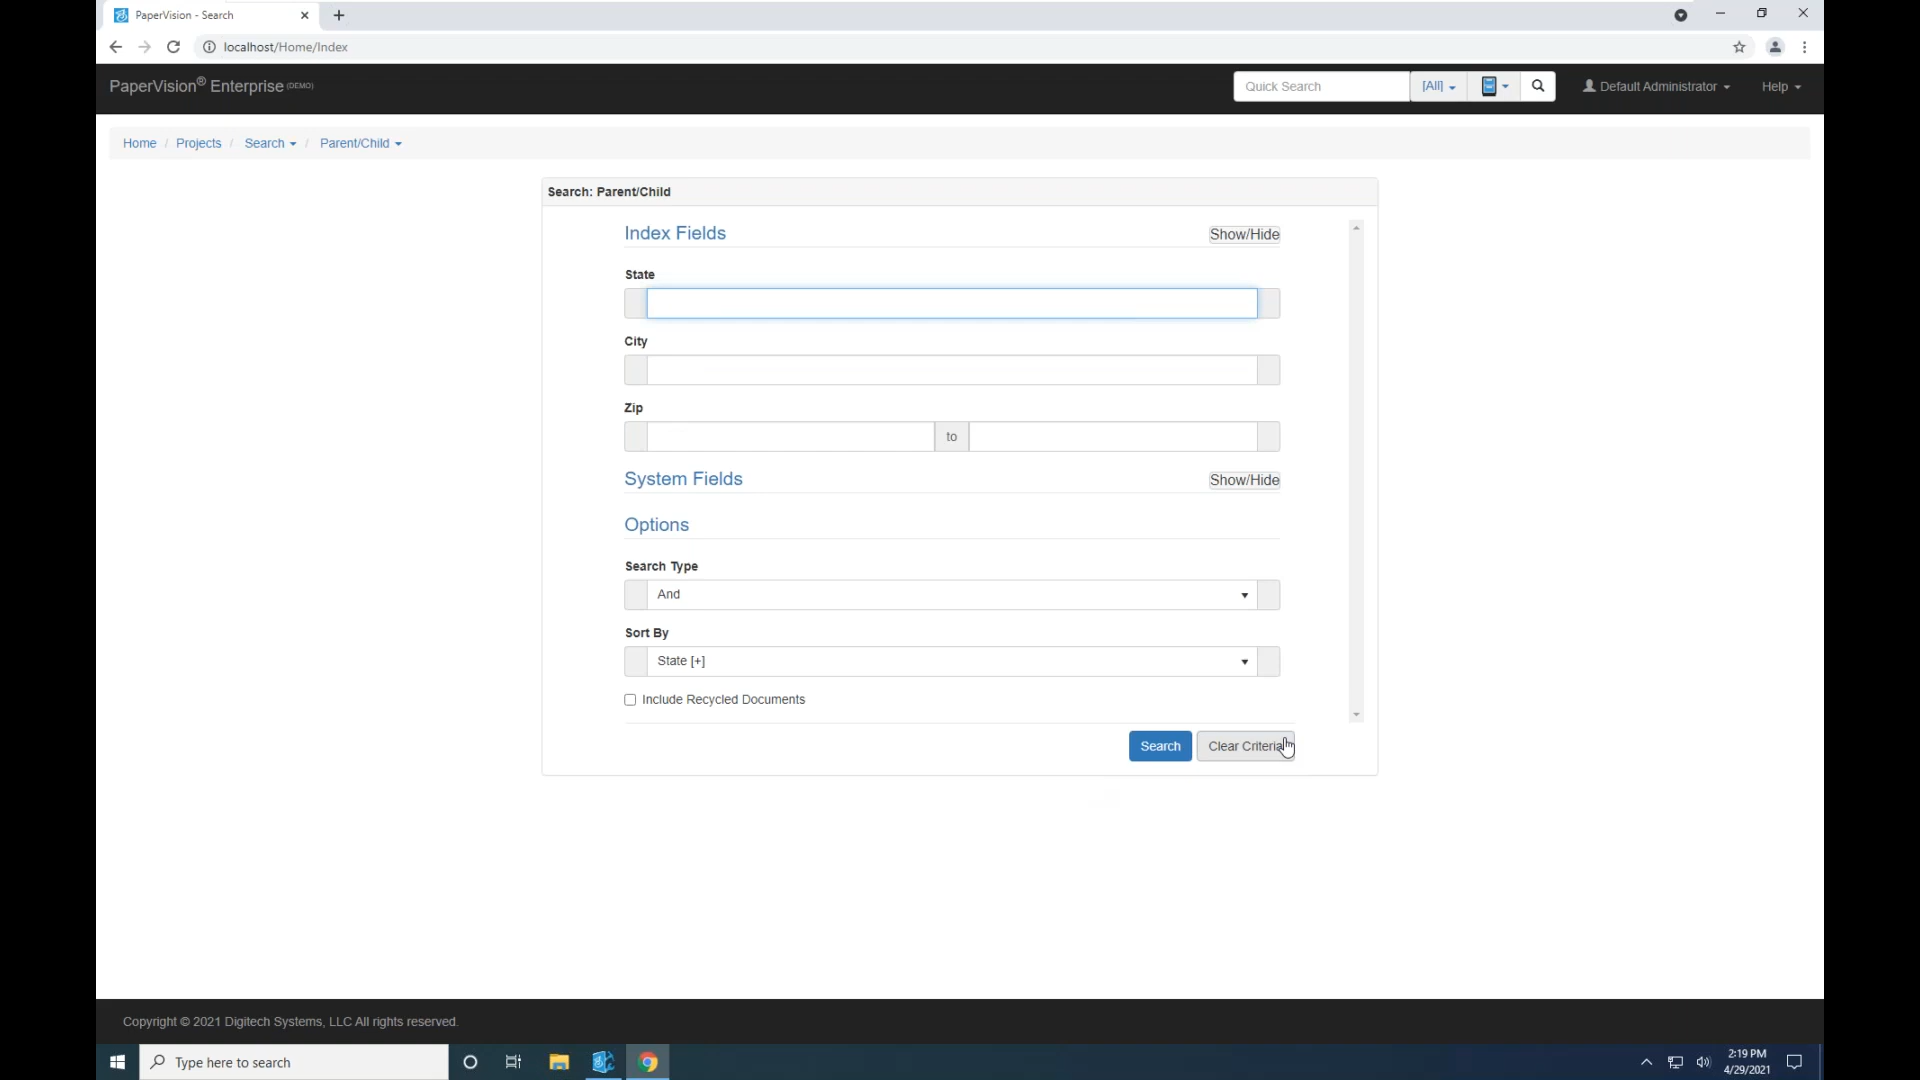 PaperVision - Search
localhost/Home/Index
PaperVision® Enterprise (DEMO)
Quick Search [All] Default Administrator Help
Home / Projects / Search / Parent/Child
Search: Parent/Child
Index Fields Show/Hide
State
City
Zip
to
System Fields Show/Hide
Options
Search Type
And
Sort By
State [+]
Include Recycled Documents
Search Clear Criteria
Copyright © 2021 Digitech Systems, LLC All rights reserved.
Type here to search
2:19 PM
4/29/2021